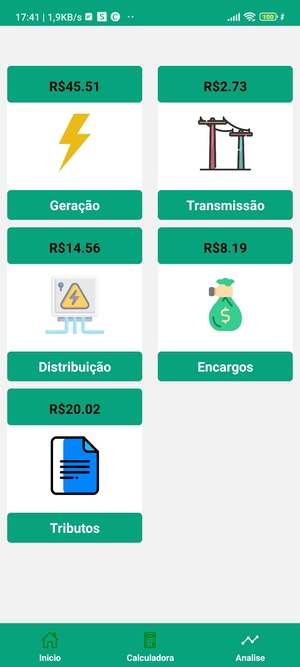 17:41 | 1,9KB/s
R$45.51
R$2.73
Geração
Transmissão
R$14.56
R$8.19
$
Distribuição
Encargos
R$20.02
Tributos
Inicio
Calculadora
Analise